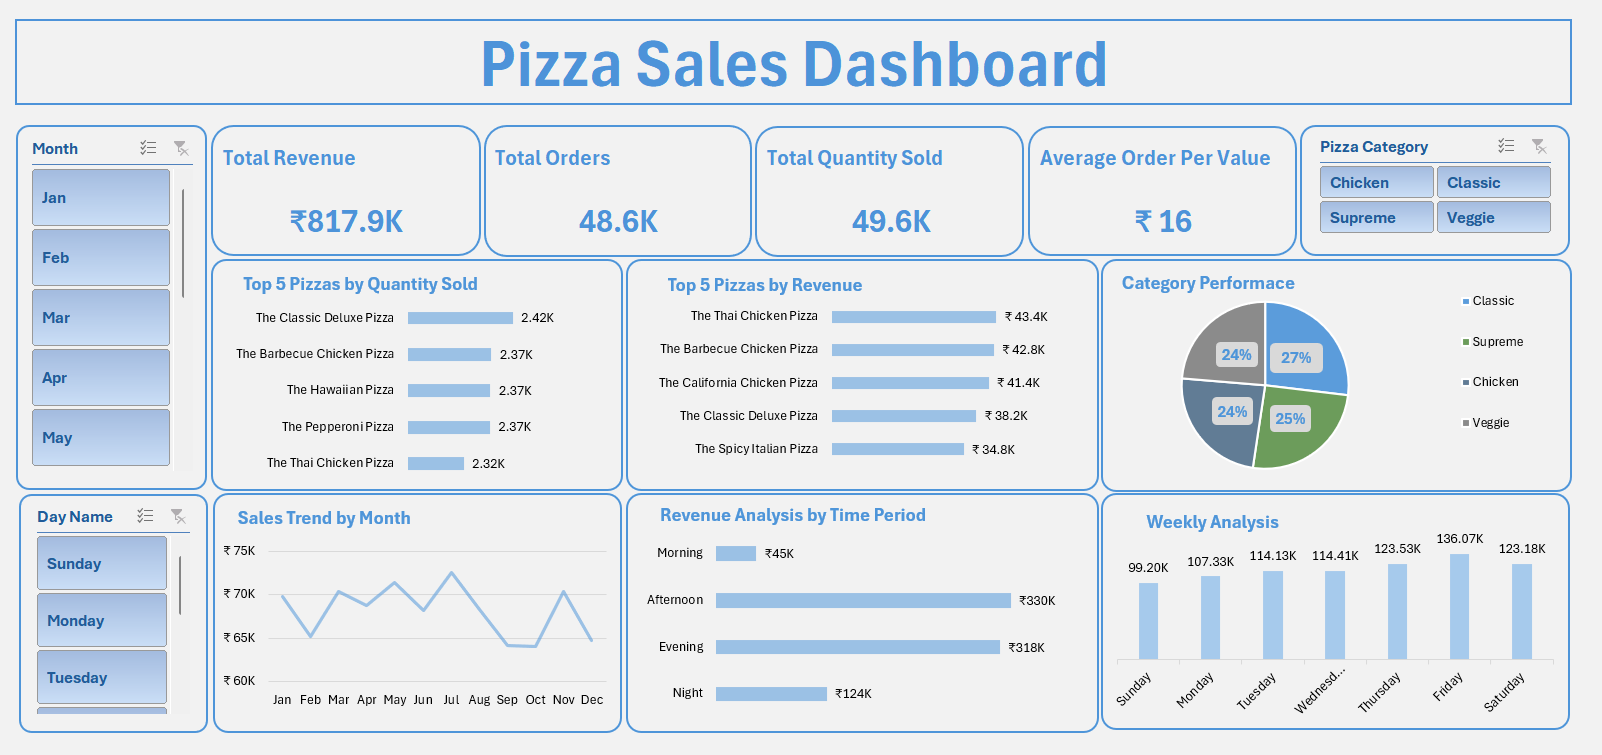 Pizza Sales Dashboard
Month
Jan
Feb
Mar
Apr
May
Total Revenue
₹817.9K
Total Orders
48.6K
Total Quantity Sold
49.6K
Average Order Per Value
₹ 16
Pizza Category
Chicken Classic
Supreme Veggie
Top 5 Pizzas by Quantity Sold
The Classic Deluxe Pizza 2.42K
The Barbecue Chicken Pizza 2.37K
The Hawaiian Pizza 2.37K
The Pepperoni Pizza 2.37K
The Thai Chicken Pizza 2.32K
Top 5 Pizzas by Revenue
The Thai Chicken Pizza ₹ 43.4K
The Barbecue Chicken Pizza ₹ 42.8K
The California Chicken Pizza ₹ 41.4K
The Classic Deluxe Pizza ₹ 38.2K
The Spicy Italian Pizza ₹ 34.8K
Category Performace
24% 27%
24% 25%
Classic
Supreme
Chicken
Veggie
Day Name
Sunday
Monday
Tuesday
Sales Trend by Month
₹ 75K
₹ 70K
₹ 65K
₹ 60K
Jan Feb Mar Apr May Jun Jul Aug Sep Oct Nov Dec
Revenue Analysis by Time Period
Morning ₹45K
Afternoon ₹330K
Evening ₹318K
Night ₹124K
Weekly Analysis
99.20K 107.33K 114.13K 114.41K 123.53K 136.07K 123.18K
Sunday Monday Tuesday Wednesd... Thursday Friday Saturday